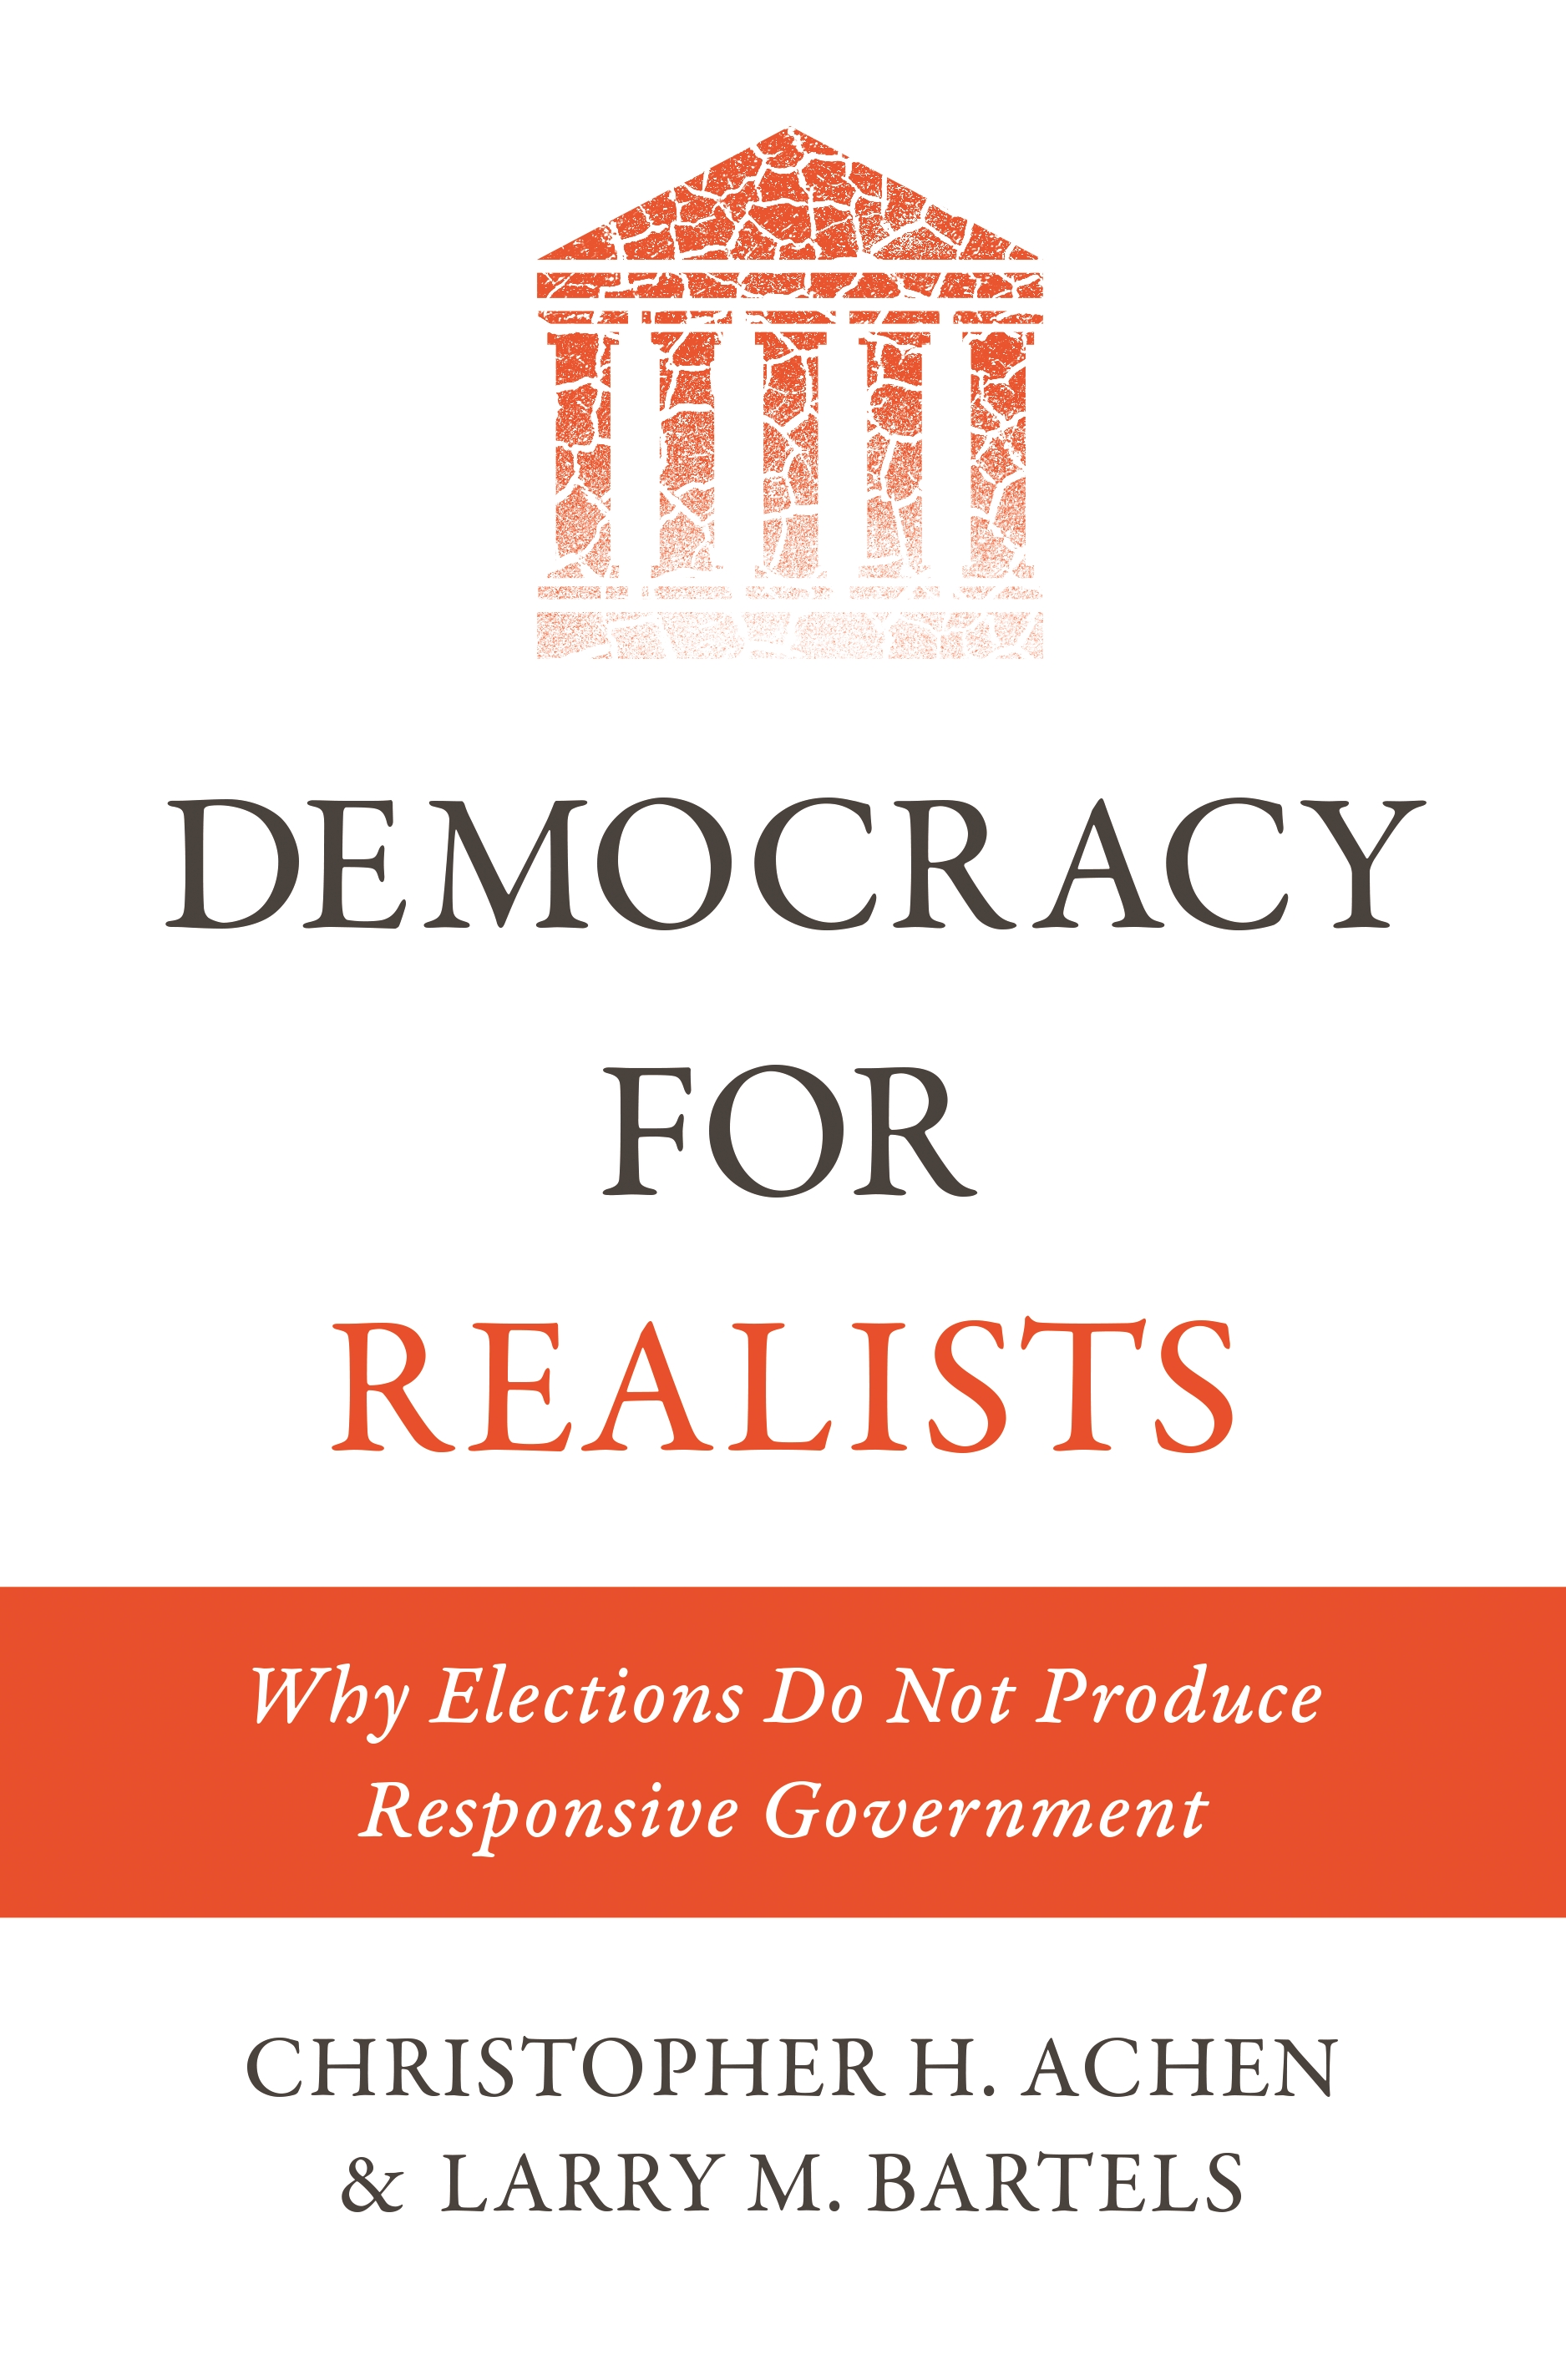 DEMOCRACY
FOR
REALISTS
Why Elections Do Not Produce
Responsive Government
CHRISTOPHER H. ACHEN
& LARRY M. BARTELS